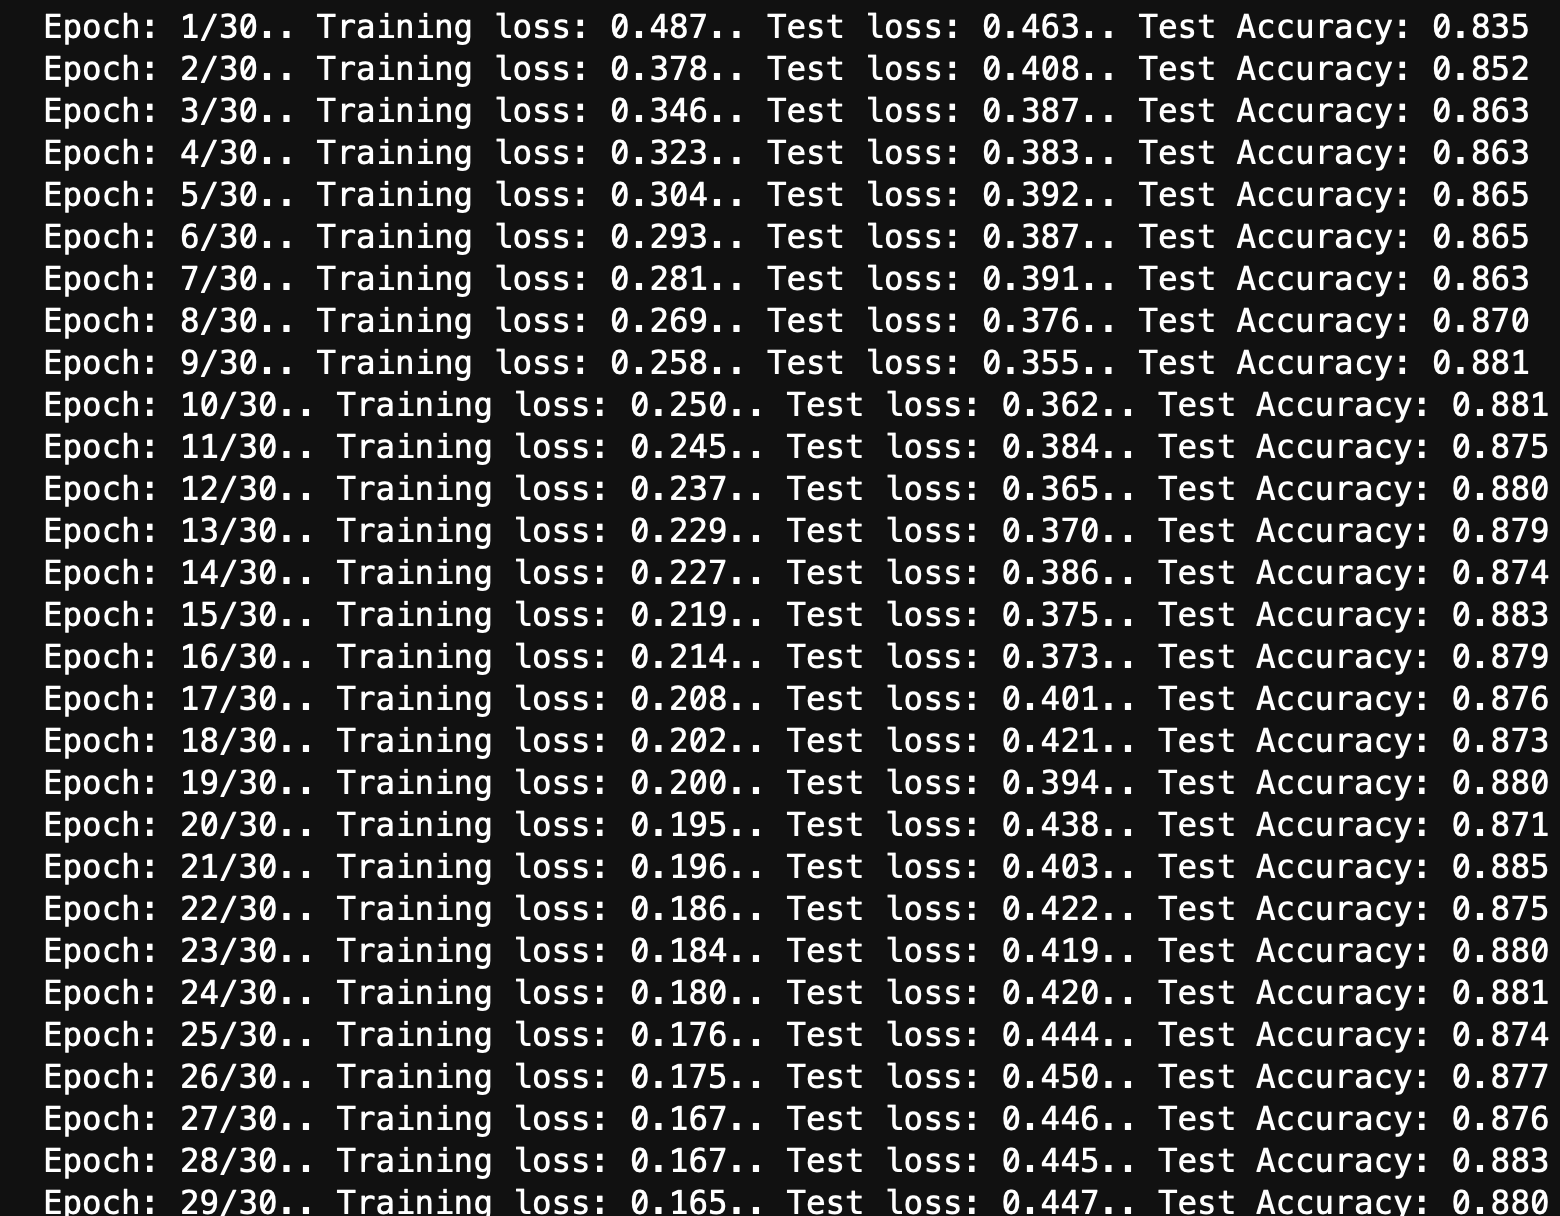 Epoch: 1/30.. Training loss: 0.487.. Test loss: 0.463.. Test Accuracy: 0.835
Epoch: 2/30.. Training loss: 0.378.. Test loss: 0.408.. Test Accuracy: 0.852
Epoch: 3/30.. Training loss: 0.346.. Test loss: 0.387.. Test Accuracy: 0.863
Epoch: 4/30.. Training loss: 0.323.. Test loss: 0.383.. Test Accuracy: 0.863
Epoch: 5/30.. Training loss: 0.304.. Test loss: 0.392.. Test Accuracy: 0.865
Epoch: 6/30.. Training loss: 0.293.. Test loss: 0.387.. Test Accuracy: 0.865
Epoch: 7/30.. Training loss: 0.281.. Test loss: 0.391.. Test Accuracy: 0.863
Epoch: 8/30.. Training loss: 0.269.. Test loss: 0.376.. Test Accuracy: 0.870
Epoch: 9/30.. Training loss: 0.258.. Test loss: 0.355.. Test Accuracy: 0.881
Epoch: 10/30.. Training loss: 0.250.. Test loss: 0.362.. Test Accuracy: 0.881
Epoch: 11/30.. Training loss: 0.245.. Test loss: 0.384.. Test Accuracy: 0.875
Epoch: 12/30.. Training loss: 0.237.. Test loss: 0.365.. Test Accuracy: 0.880
Epoch: 13/30.. Training loss: 0.229.. Test loss: 0.370.. Test Accuracy: 0.879
Epoch: 14/30.. Training loss: 0.227.. Test loss: 0.386.. Test Accuracy: 0.874
Epoch: 15/30.. Training loss: 0.219.. Test loss: 0.375.. Test Accuracy: 0.883
Epoch: 16/30.. Training loss: 0.214.. Test loss: 0.373.. Test Accuracy: 0.879
Epoch: 17/30.. Training loss: 0.208.. Test loss: 0.401.. Test Accuracy: 0.876
Epoch: 18/30.. Training loss: 0.202.. Test loss: 0.421.. Test Accuracy: 0.873
Epoch: 19/30.. Training loss: 0.200.. Test loss: 0.394.. Test Accuracy: 0.880
Epoch: 20/30.. Training loss: 0.195.. Test loss: 0.438.. Test Accuracy: 0.871
Epoch: 21/30.. Training loss: 0.196.. Test loss: 0.403.. Test Accuracy: 0.885
Epoch: 22/30.. Training loss: 0.186.. Test loss: 0.422.. Test Accuracy: 0.875
Epoch: 23/30.. Training loss: 0.184.. Test loss: 0.419.. Test Accuracy: 0.880
Epoch: 24/30.. Training loss: 0.180.. Test loss: 0.420.. Test Accuracy: 0.881
Epoch: 25/30.. Training loss: 0.176.. Test loss: 0.444.. Test Accuracy: 0.874
Epoch: 26/30.. Training loss: 0.175.. Test loss: 0.450.. Test Accuracy: 0.877
Epoch: 27/30.. Training loss: 0.167.. Test loss: 0.446.. Test Accuracy: 0.876
Epoch: 28/30.. Training loss: 0.167.. Test loss: 0.445.. Test Accuracy: 0.883
Epoch: 29/30.. Training loss: 0.165.. Test loss: 0.447.. Test Accuracy: 0.880